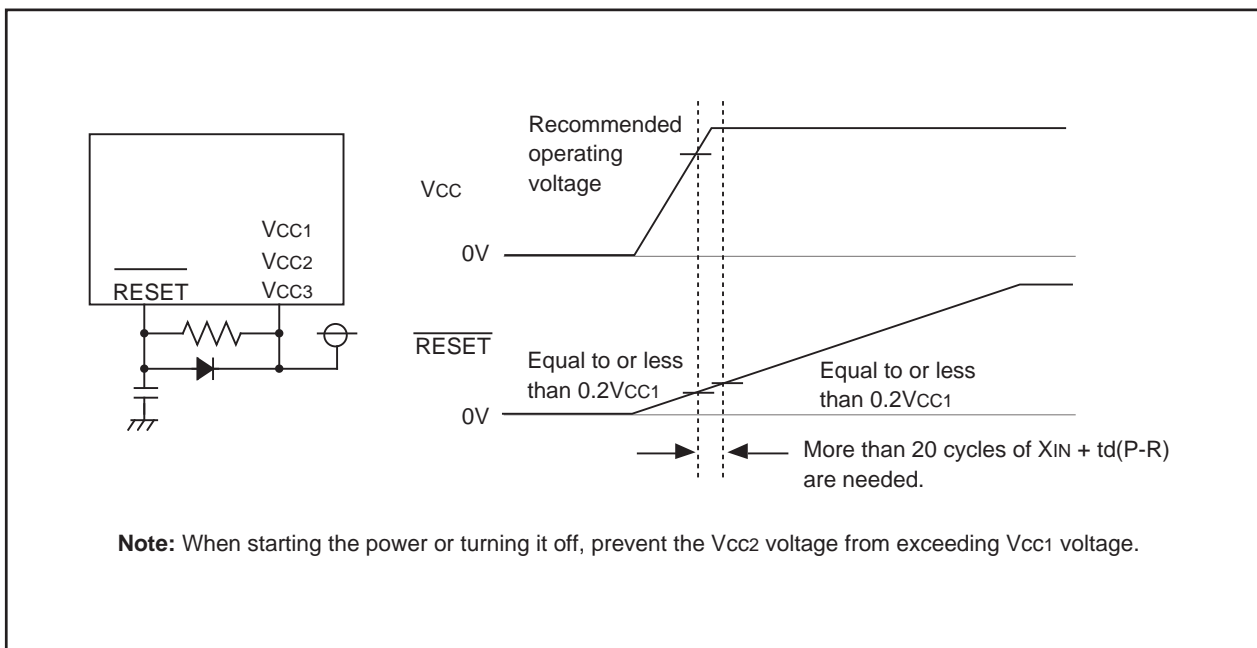 VCC1
VCC2
RESET VCC3
Recommended
operating
voltage
VCC
0V
RESET
Equal to or less
than 0.2VCC1
0V
Equal to or less
than 0.2VCC1
More than 20 cycles of XIN + td(P-R)
are needed.
Note: When starting the power or turning it off, prevent the Vcc2 voltage from exceeding Vcc1 voltage.